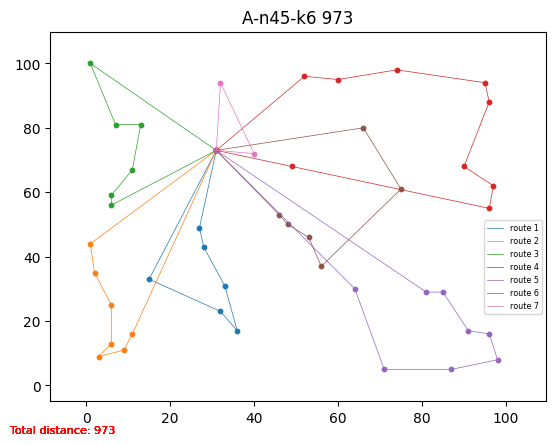 A-n45-k6 973
100
80
60
40
20
0
route 1
route 2
route 3
route 4
route 5
route 6
route 7
0 20 40 60 80 100
Total distance: 973